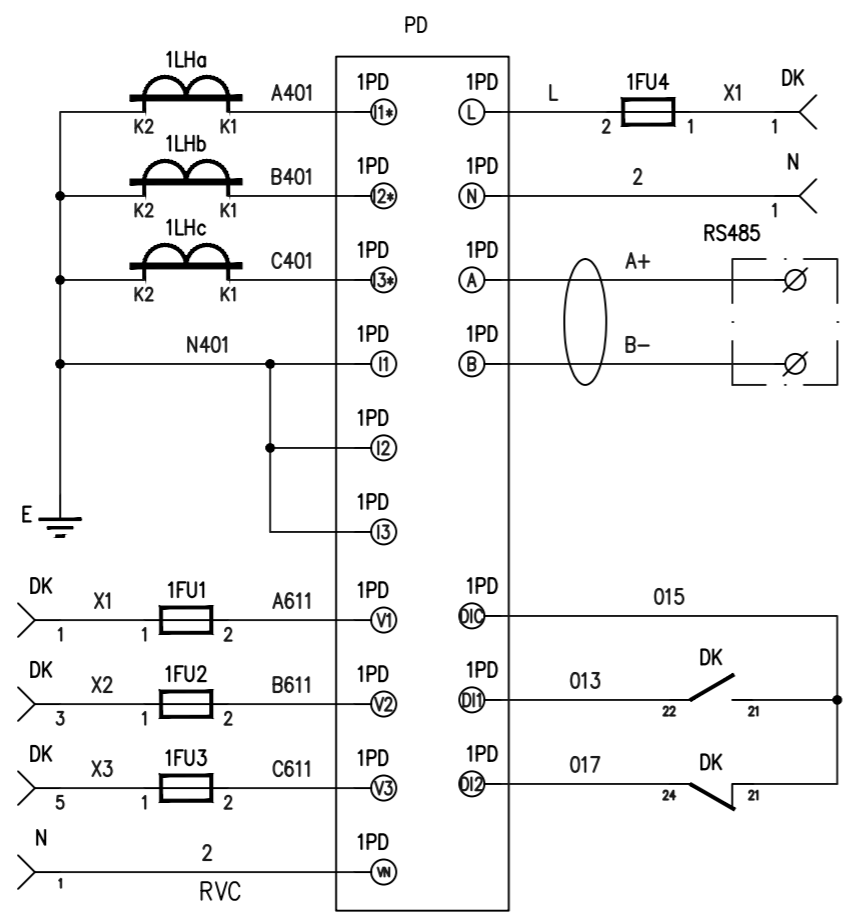 PD
1LHa
K2 K1
A401
1PD
I1*
1LHb
K2 K1
B401
1PD
I2*
1LHc
K2 K1
C401
1PD
I3*
N401
1PD
I1
1PD
I2
1PD
I3
E
DK
1
X1
1FU1
1 2
A611
1PD
V1
DK
3
X2
1FU2
1 2
B611
1PD
V2
DK
5
X3
1FU3
1 2
C611
1PD
V3
N
1
2
RVC
1PD
VN
1PD
L
L
1FU4
2 1
X1
DK
1
1PD
N
2
N
1
RS485
1PD
A
A+
1PD
B
B-
1PD
DIC
015
1PD
DI1
013
DK
22 21
1PD
DI2
017
DK
24 21